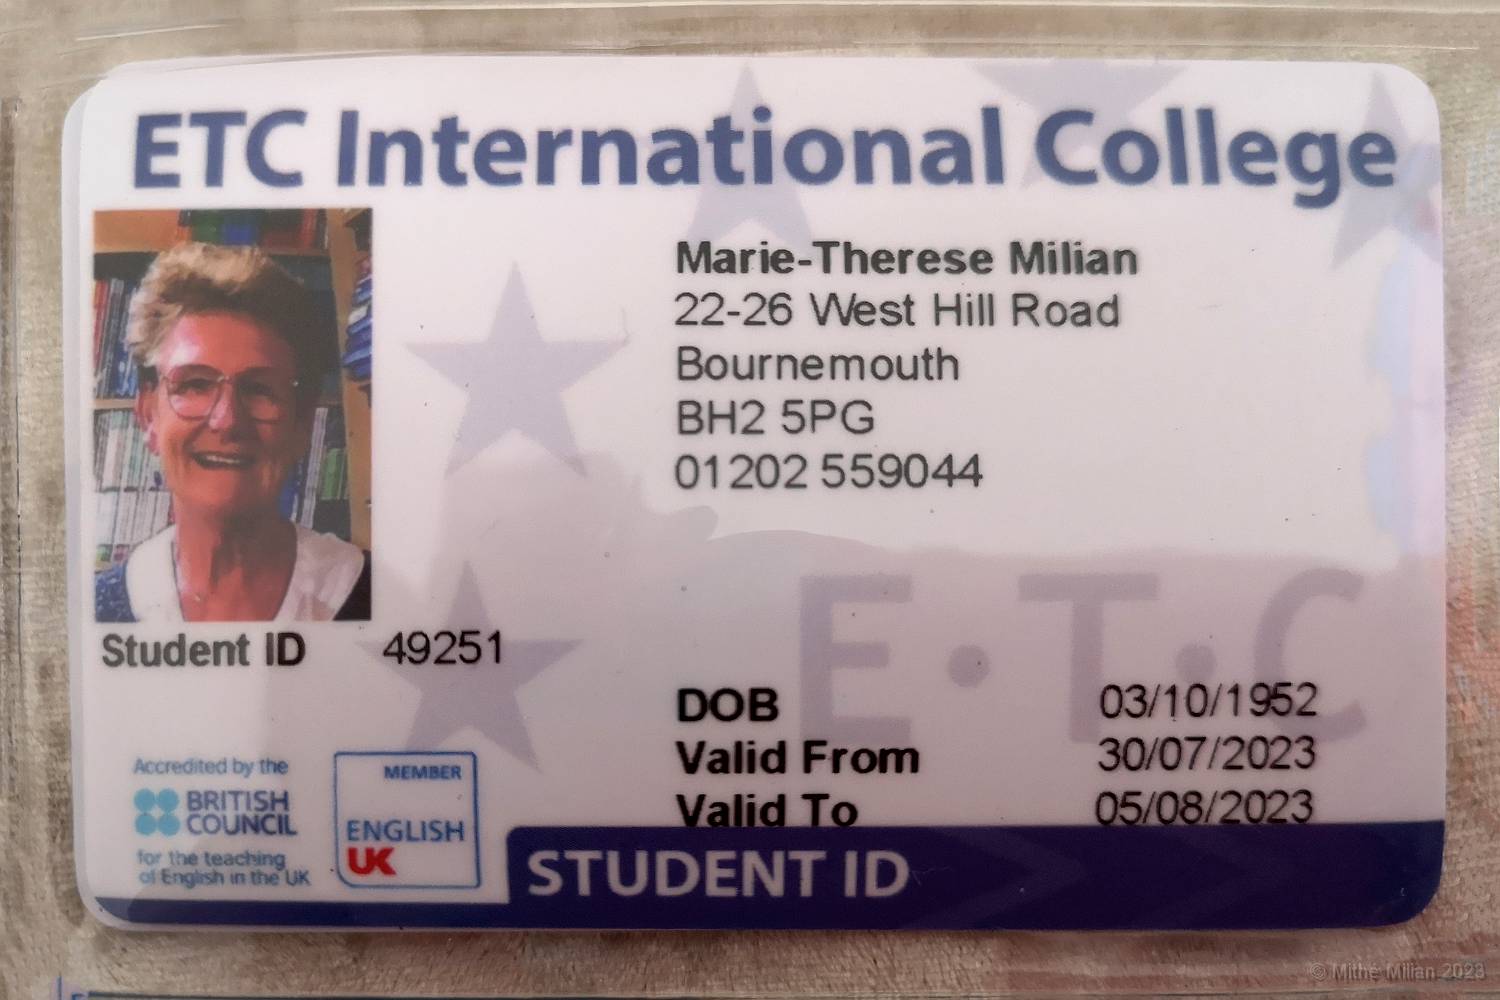 ETC International College
Marie-Therese Milian
22-26 West Hill Road
Bournemouth
BH2 5PG
01202 559044
Student ID 49251
E·T·C
DOB 03/10/1952
Valid From 30/07/2023
Valid To 05/08/2023
Accredited by the
BRITISH
COUNCIL
for the teaching
of English in the UK
MEMBER
ENGLISH
UK
STUDENT ID
© Mithé Milian 2023